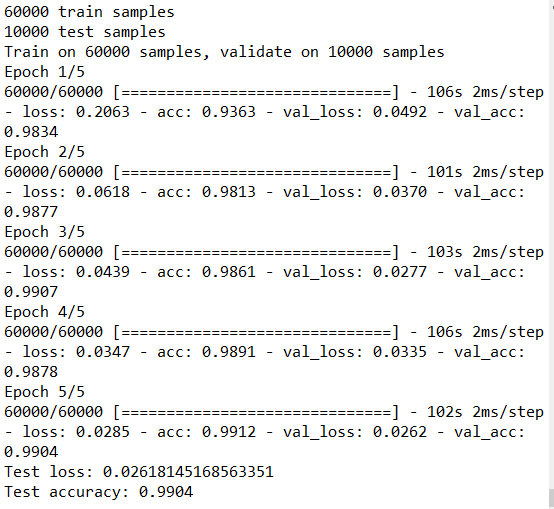 60000 train samples
10000 test samples
Train on 60000 samples, validate on 10000 samples
Epoch 1/5
60000/60000 [==============================] - 106s 2ms/step
- loss: 0.2063 - acc: 0.9363 - val_loss: 0.0492 - val_acc:
0.9834
Epoch 2/5
60000/60000 [==============================] - 101s 2ms/step
- loss: 0.0618 - acc: 0.9813 - val_loss: 0.0370 - val_acc:
0.9877
Epoch 3/5
60000/60000 [==============================] - 103s 2ms/step
- loss: 0.0439 - acc: 0.9861 - val_loss: 0.0277 - val_acc:
0.9907
Epoch 4/5
60000/60000 [==============================] - 106s 2ms/step
- loss: 0.0347 - acc: 0.9891 - val_loss: 0.0335 - val_acc:
0.9878
Epoch 5/5
60000/60000 [==============================] - 102s 2ms/step
- loss: 0.0285 - acc: 0.9912 - val_loss: 0.0262 - val_acc:
0.9904
Test loss: 0.02618145168563351
Test accuracy: 0.9904